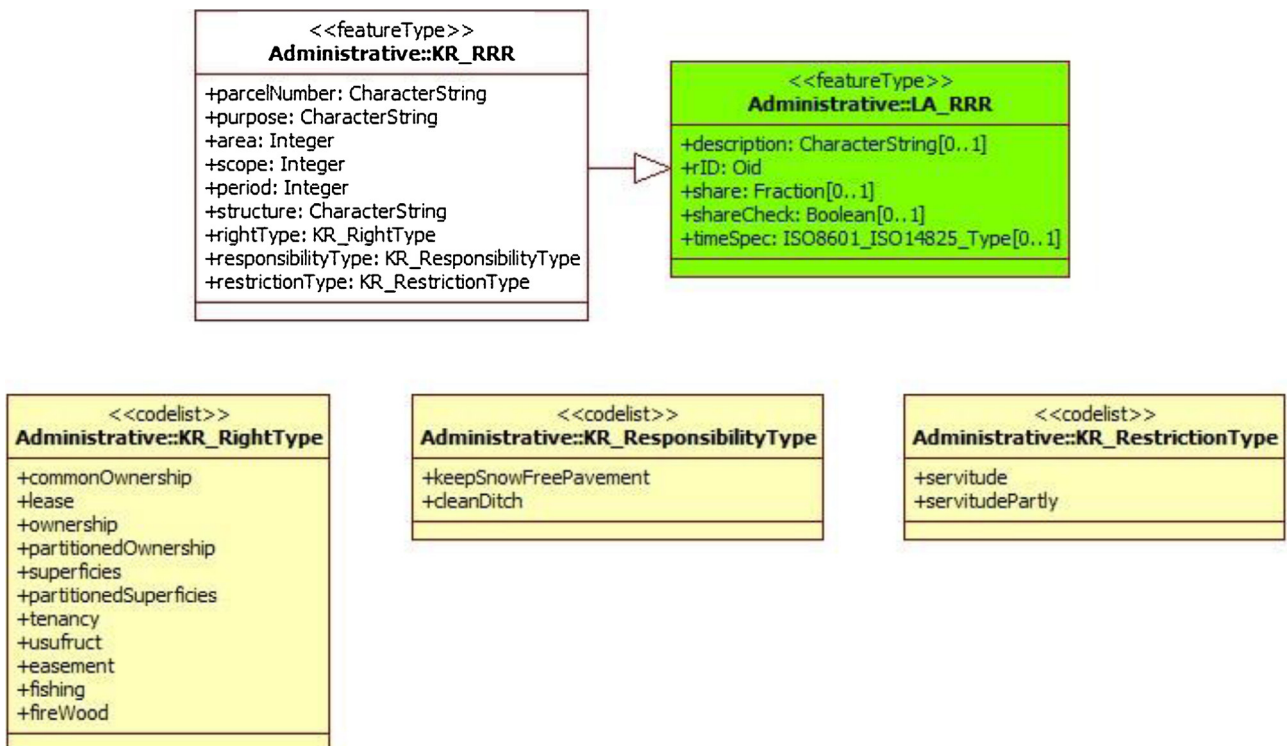 <<featureType>>
Administrative::KR_RRR
+parcelNumber: CharacterString
+purpose: CharacterString
+area: Integer
+scope: Integer
+period: Integer
+structure: CharacterString
+rightType: KR_RightType
+responsibilityType: KR_ResponsibilityType
+restrictionType: KR_RestrictionType
<<featureType>>
Administrative::LA_RRR
+description: CharacterString[0..1]
+rID: Oid
+share: Fraction[0..1]
+shareCheck: Boolean[0..1]
+timeSpec: ISO8601_ISO14825_Type[0..1]
<<codelist>>
Administrative::KR_RightType
+commonOwnership
+lease
+ownership
+partitionedOwnership
+superficies
+partitionedSuperficies
+tenancy
+usufruct
+easement
+fishing
+fireWood
<<codelist>>
Administrative::KR_ResponsibilityType
+keepSnowFreePavement
+cleanDitch
<<codelist>>
Administrative::KR_RestrictionType
+servitude
+servitudePartly